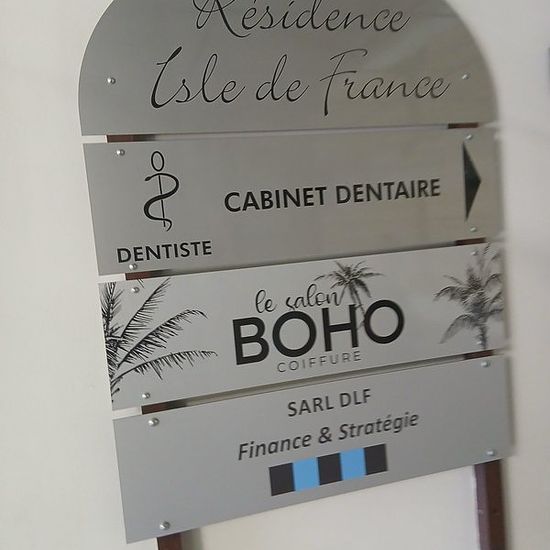 Résidence
Isle de France
CABINET DENTAIRE
DENTISTE
le salon
BOHO
COIFFURE
SARL DLF
Finance & Stratégie